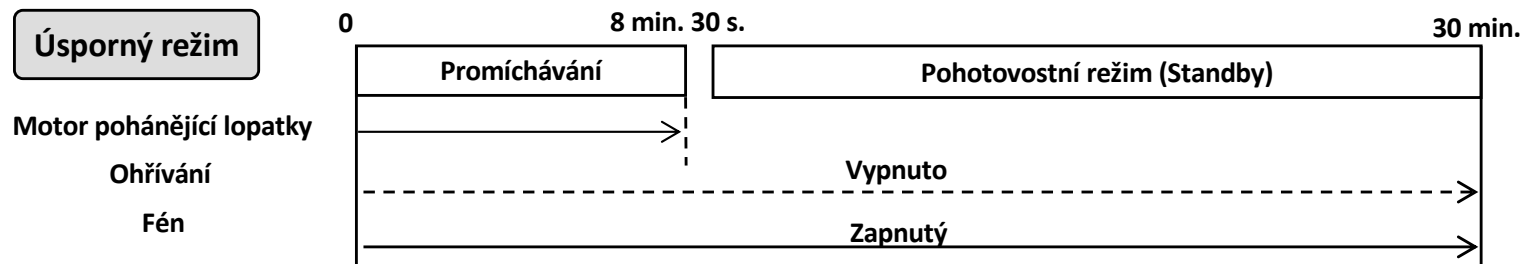 Úsporný režim
0
8 min. 30 s.
30 min.
Promíchávání
Pohotovostní režim (Standby)
Motor pohánějící lopatky
Ohřívání
Vypnuto
Fén
Zapnutý